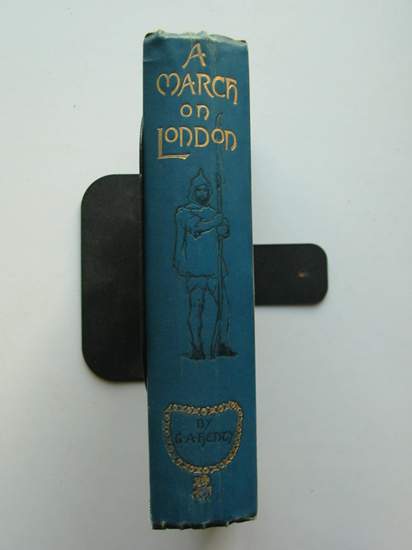 A
MARCH
on
LONDON
BY
G.A. HENTY